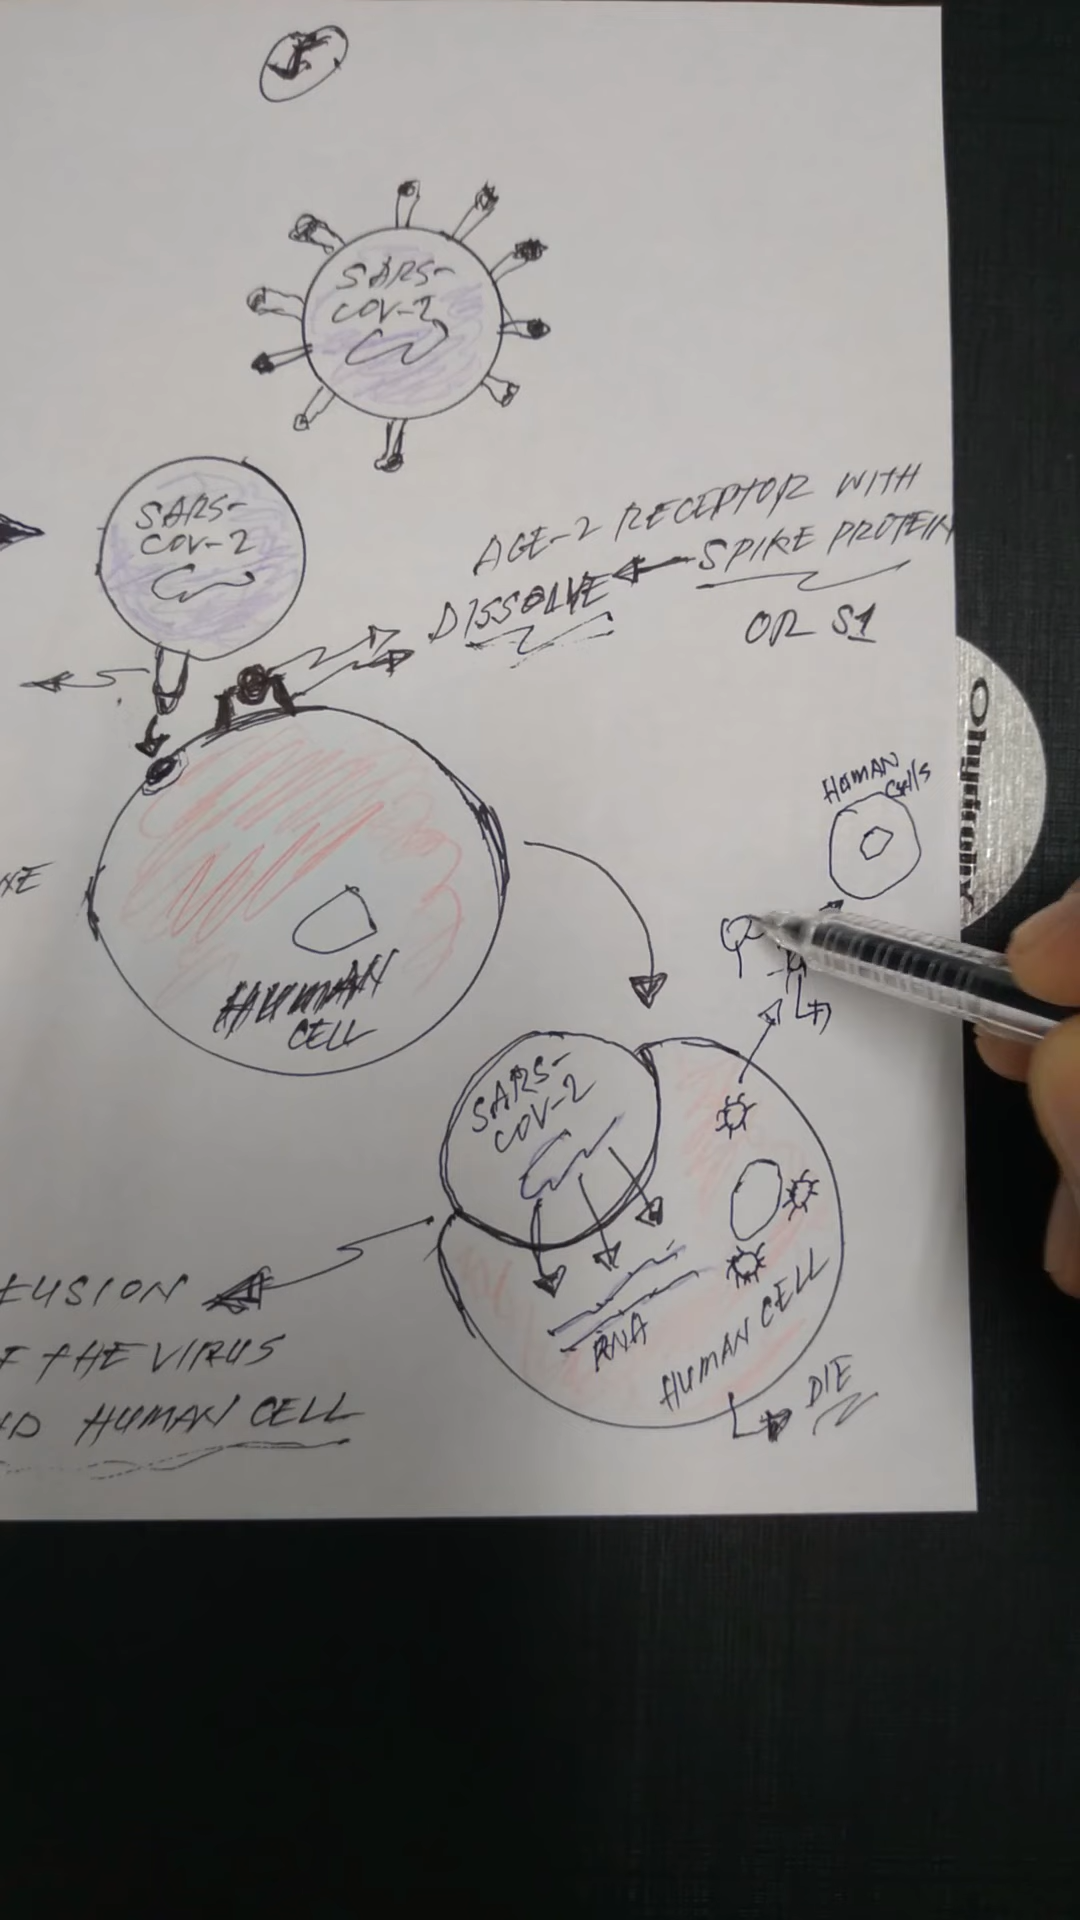 SARS-
COV-2
SARS-
COV-2
AGE-2 RECEPTOR WITH
SPIKE PROTEIN
DISSOLVE
OR S1
HUMAN
Cells
HUMAN
CELL
SARS-
COV-2
RNA
HUMAN CELL
DIE
FUSION
F THE VIRUS
ND HUMAN CELL